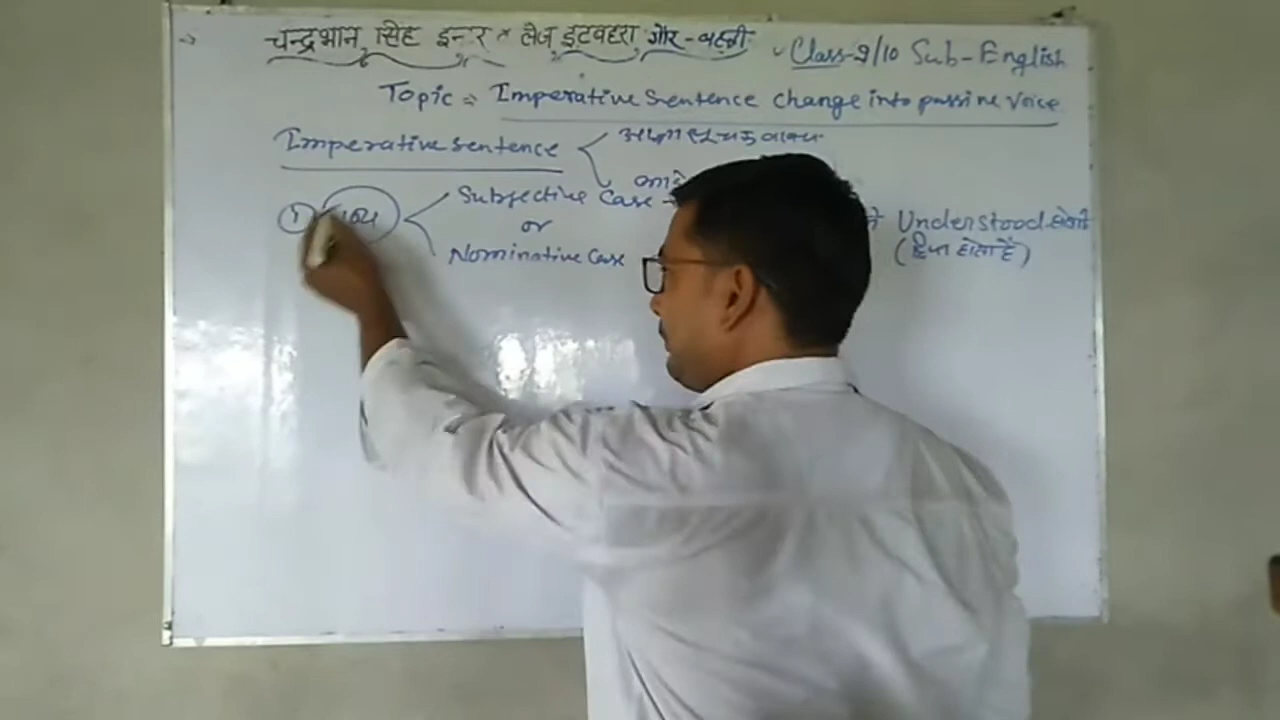 चन्द्रभान सिंह इन्टर लेज इटवहरा गौर-बस्ती Class-9/10 Sub-English
Topic ⇒ Imperative sentence change into passive voice
Imperative sentence
Subjective Case
Understood होती
①
or
Nominative Case
(छिपा होता है)